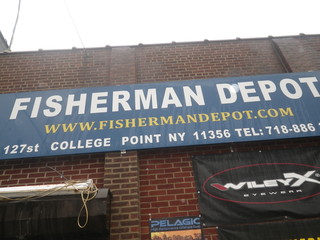 FISHERMAN DEPOT
WWW.FISHERMANDEPOT.COM
127st COLLEGE POINT NY 11356 TEL: 718-886
WILEY X
EYEWEAR
PELAGIC